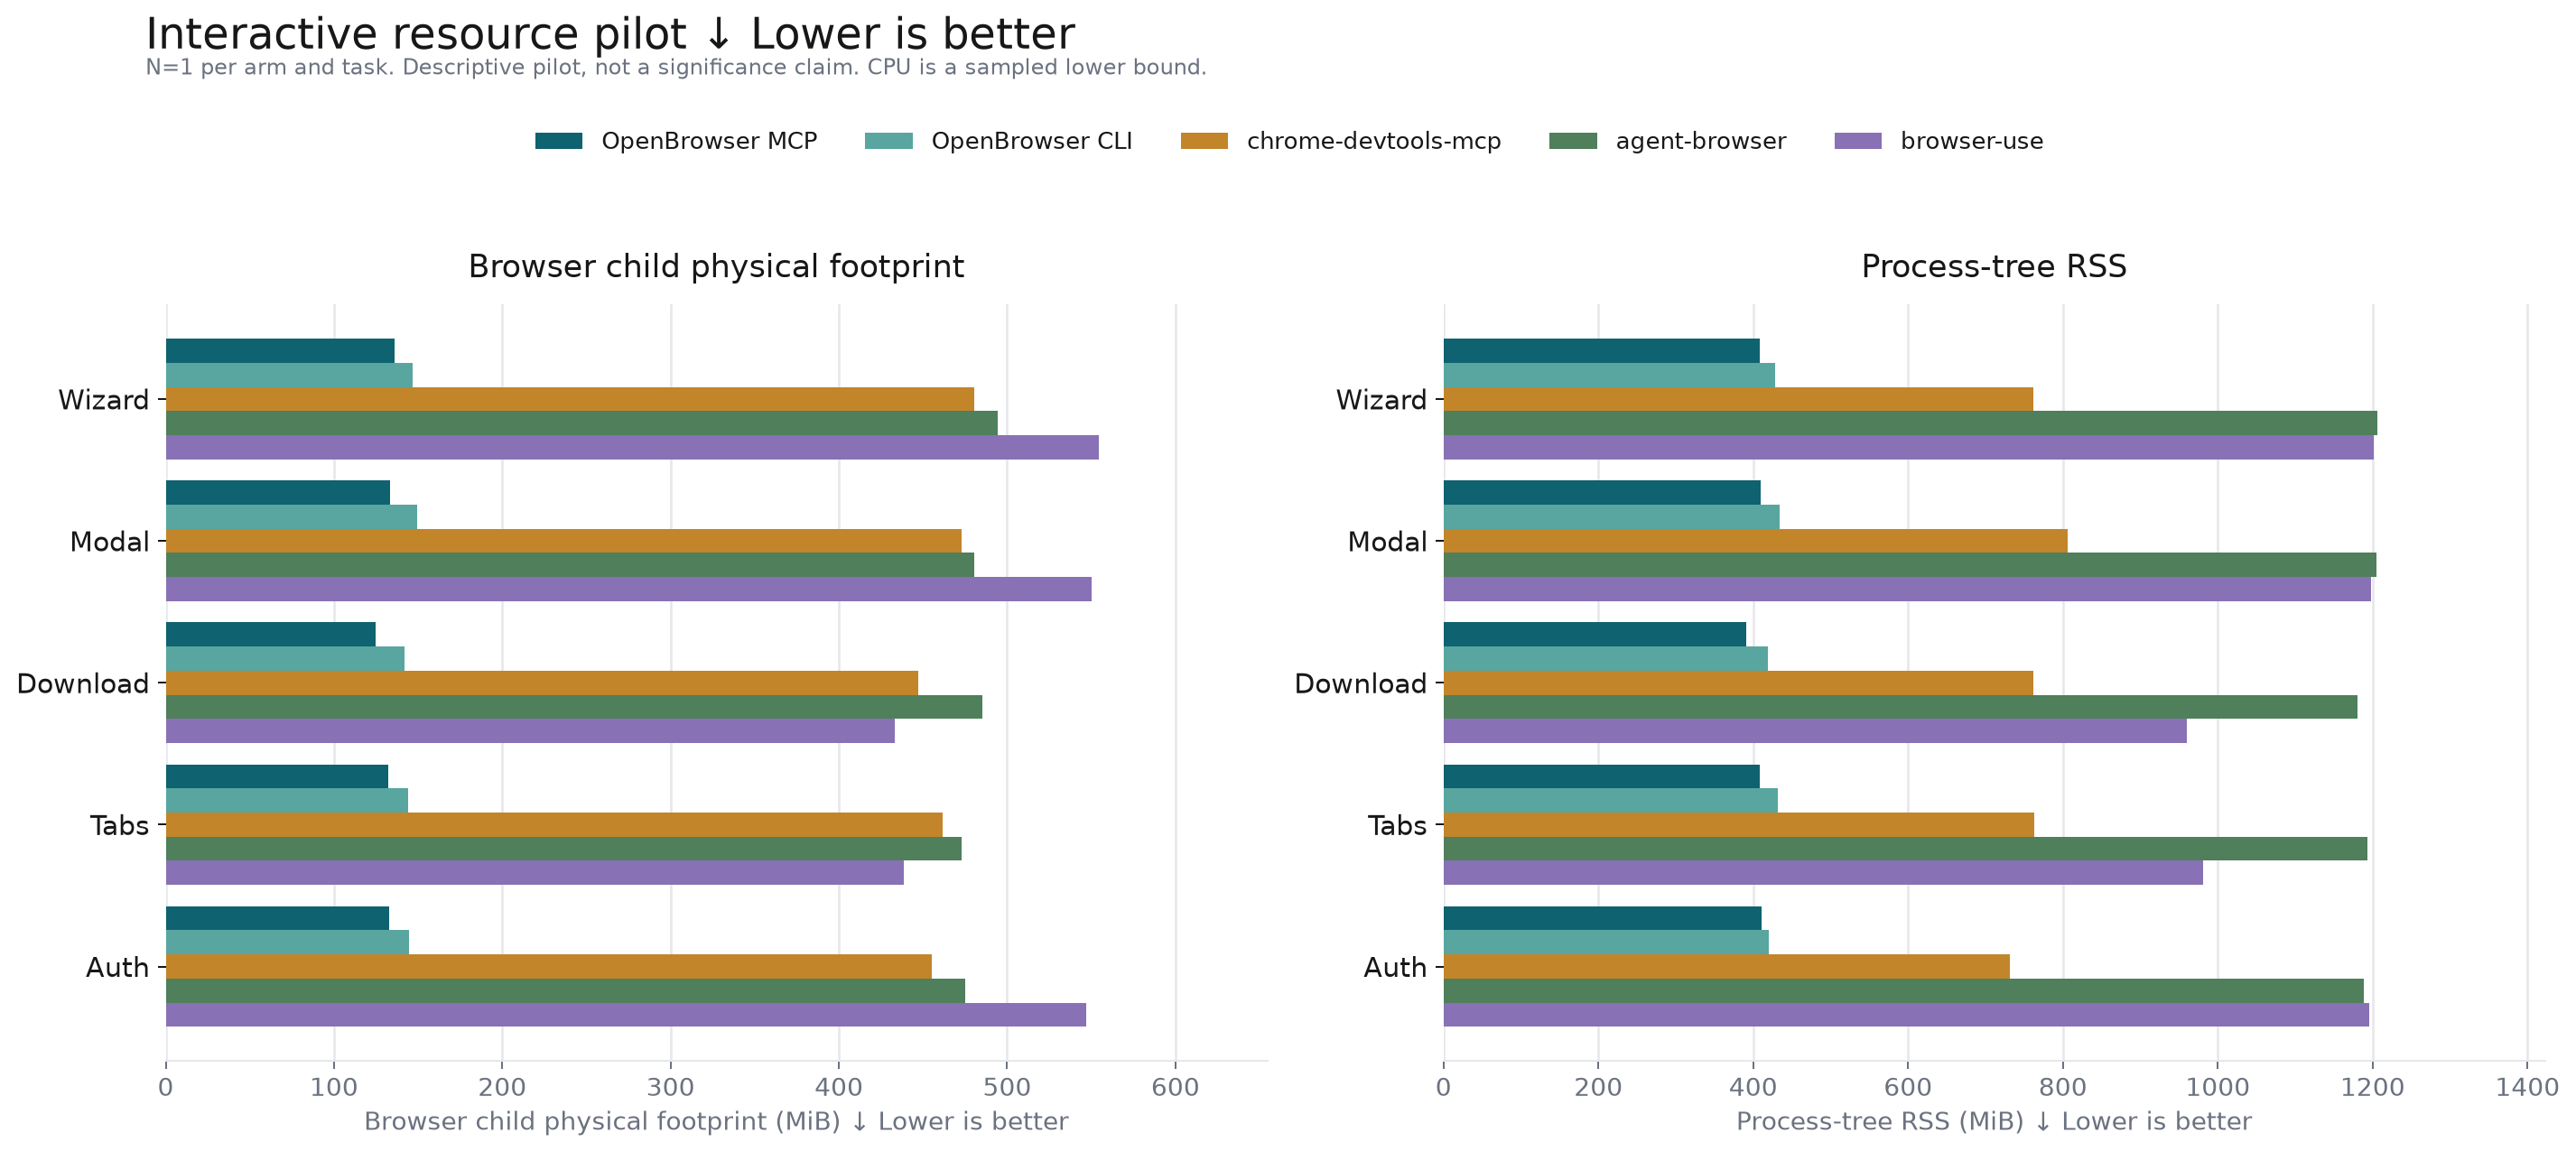 Interactive resource pilot ↓ Lower is better
N=1 per arm and task. Descriptive pilot, not a significance claim. CPU is a sampled lower bound.
OpenBrowser MCP OpenBrowser CLI chrome-devtools-mcp agent-browser browser-use
Browser child physical footprint
Wizard
Modal
Download
Tabs
Auth
0 100 200 300 400 500 600
Browser child physical footprint (MiB) ↓ Lower is better
Process-tree RSS
Wizard
Modal
Download
Tabs
Auth
0 200 400 600 800 1000 1200 1400
Process-tree RSS (MiB) ↓ Lower is better